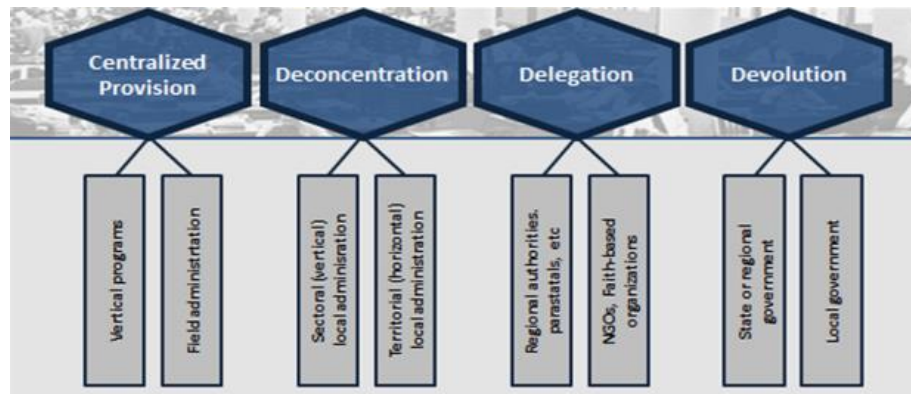 Centralized
Provision
Deconcentration
Delegation
Devolution
Vertical programs
Field administrtation
Sectoral (vertical)
local adminisration
Territorial (horizontal)
local administration
Regional authorities.
parastatals, etc
NGOs, Faith-based
organizations
State or regional
government
Local government